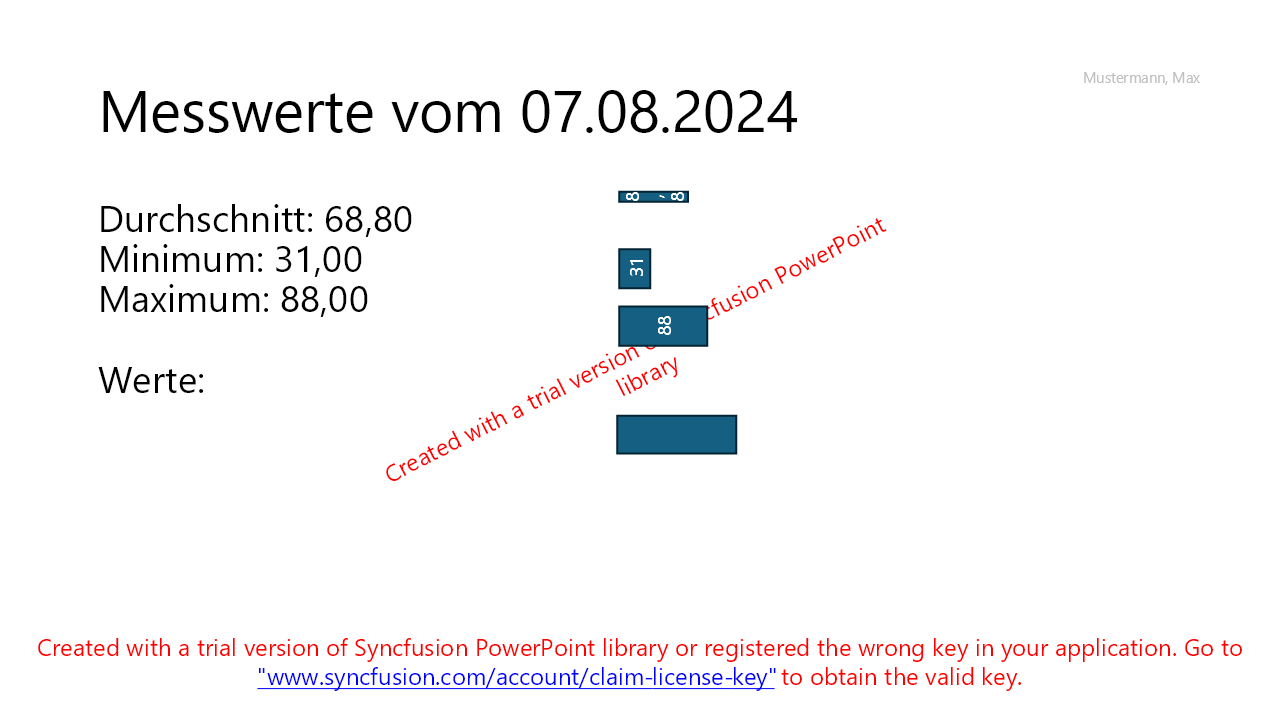 Mustermann, Max
Messwerte vom 07.08.2024
Durchschnitt: 68,80
Minimum: 31,00
Maximum: 88,00
Werte:
8 , 8
31
88
Created with a trial version Syncfusion PowerPoint
library
Created with a trial version of Syncfusion PowerPoint library or registered the wrong key in your application. Go to
"www.syncfusion.com/account/claim-license-key" to obtain the valid key.